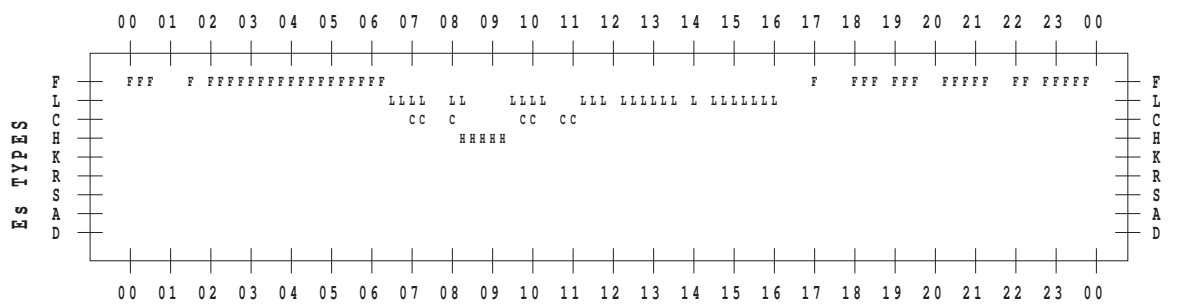 00 01 02 03 04 05 06 07 08 09 10 11 12 13 14 15 16 17 18 19 20 21 22 23 00
F FFF F FFFFFFFFFFFFFFFFFF F FFF FFF FFFFF FF FFFFF F
L LLLL LL LLLL LLL LLLLLL L LLLLLLL L
C CC C CC CC C
H HHHHH H
K K
R R
S S
A A
D D
Es TYPES
00 01 02 03 04 05 06 07 08 09 10 11 12 13 14 15 16 17 18 19 20 21 22 23 00